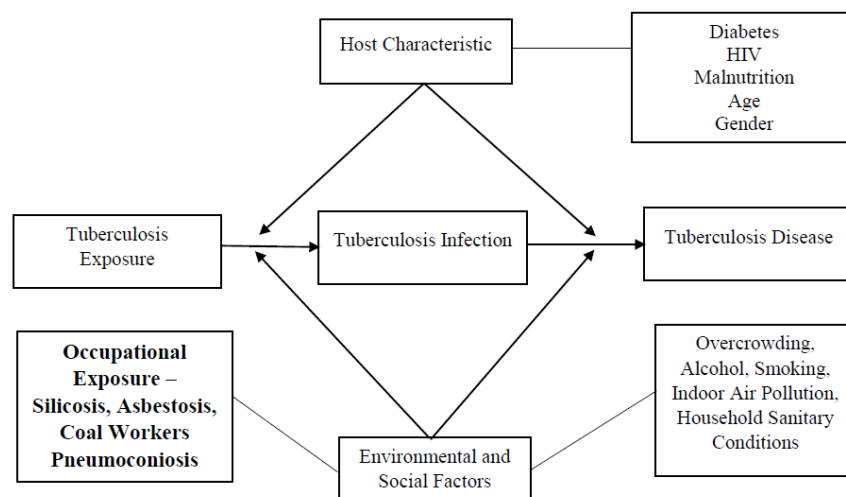 Host Characteristic
Diabetes
HIV
Malnutrition
Age
Gender
Tuberculosis
Exposure
Tuberculosis Infection
Tuberculosis Disease
Occupational
Exposure –
Silicosis, Asbestosis,
Coal Workers
Pneumoconiosis
Environmental and
Social Factors
Overcrowding,
Alcohol, Smoking,
Indoor Air Pollution,
Household Sanitary
Conditions